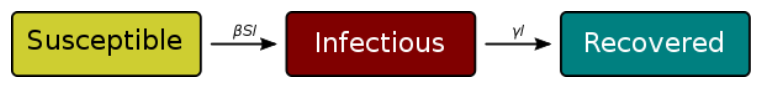 Susceptible
βSI
Infectious
γI
Recovered